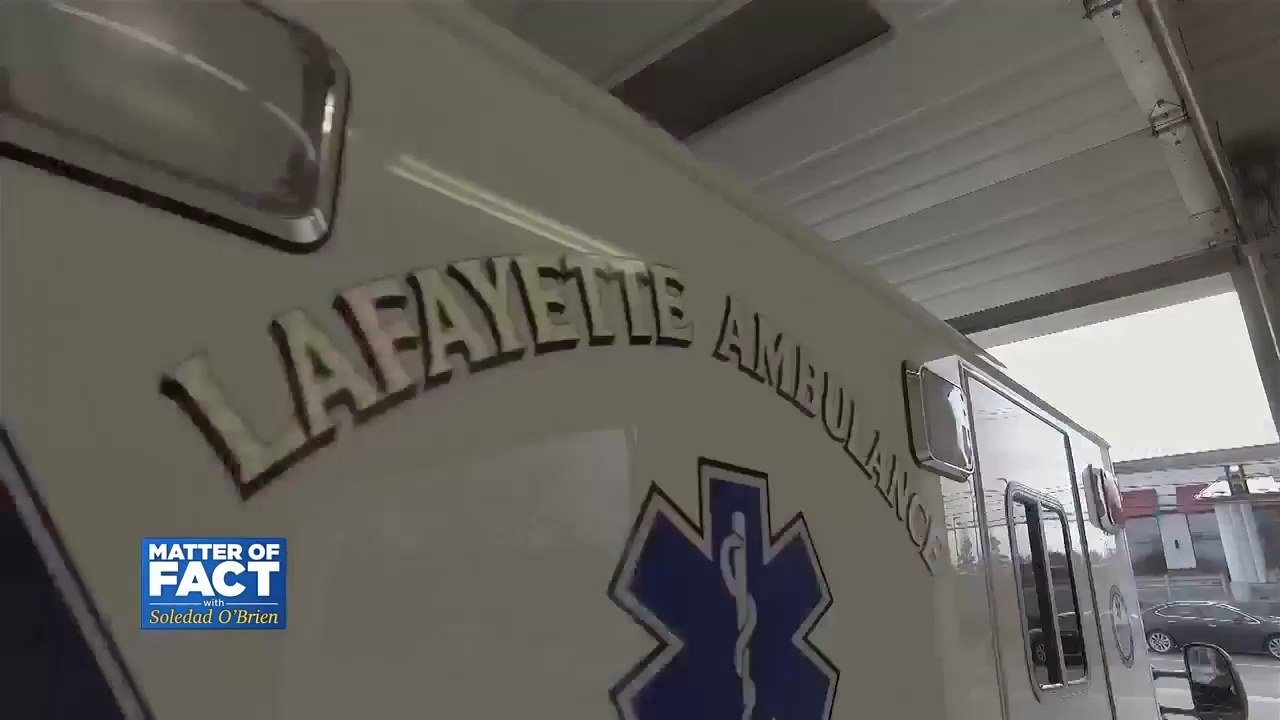 LAFAYETTE AMBULANCE
MATTER OF
FACT
with
Soledad O'Brien